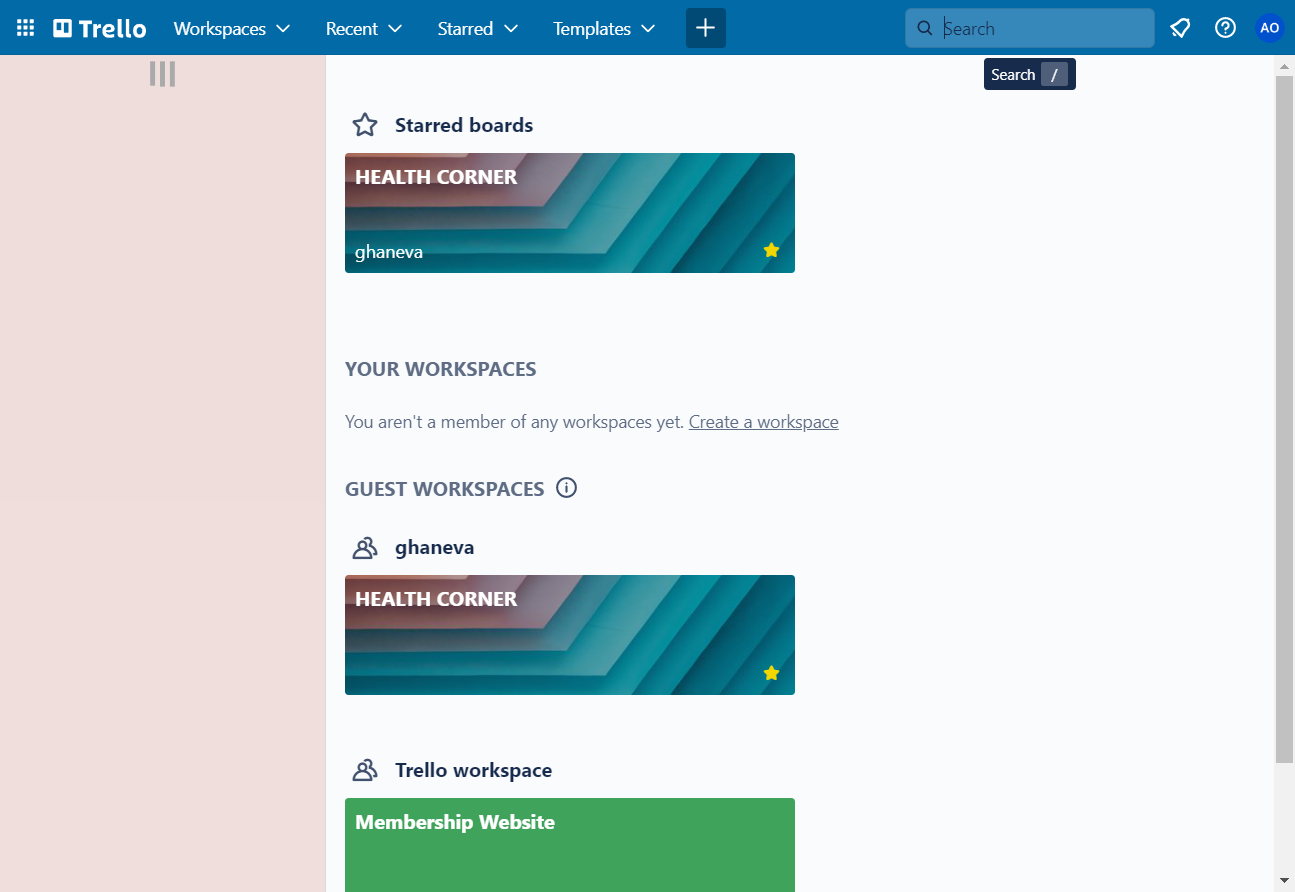 Trello Workspaces Recent Starred Templates Search AO
Search /
Starred boards
HEALTH CORNER
ghaneva
YOUR WORKSPACES
You aren't a member of any workspaces yet. Create a workspace
GUEST WORKSPACES
ghaneva
HEALTH CORNER
Trello workspace
Membership Website